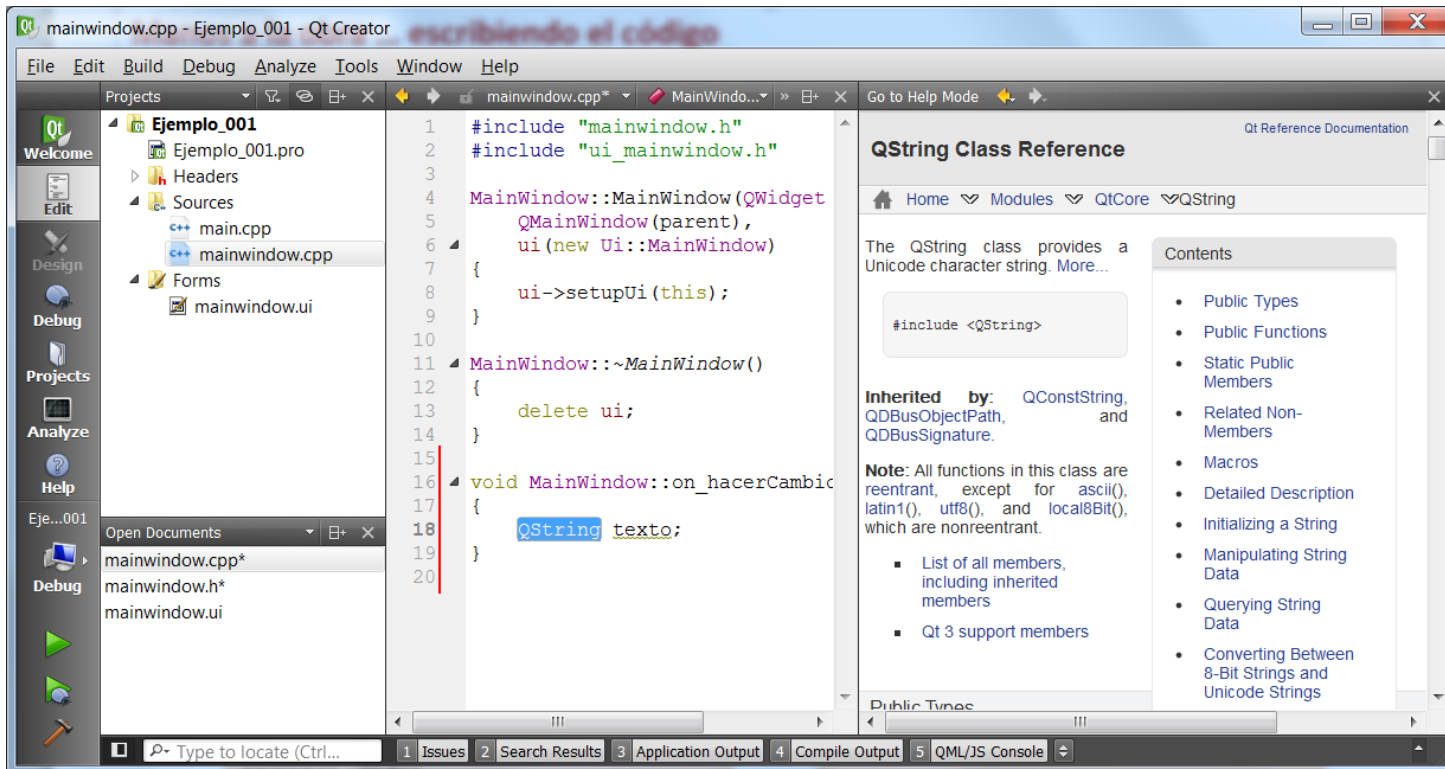 mainwindow.cpp - Ejemplo_001 - Qt Creator
... escribiendo el código
File Edit Build Debug Analyze Tools Window Help
Projects
mainwindow.cpp*
MainWindo...
Go to Help Mode
Qt
Welcome
Edit
Design
Debug
Projects
Analyze
Help
Eje...001
Debug
Ejemplo_001
Ejemplo_001.pro
Headers
Sources
main.cpp
mainwindow.cpp
Forms
mainwindow.ui
Open Documents
mainwindow.cpp*
mainwindow.h*
mainwindow.ui
1 #include "mainwindow.h"
2 #include "ui_mainwindow.h"
3
4 MainWindow::MainWindow(QWidget
5 QMainWindow(parent),
6 ui(new Ui::MainWindow)
7 {
8 ui->setupUi(this);
9 }
10
11 MainWindow::~MainWindow()
12 {
13 delete ui;
14 }
15
16 void MainWindow::on_hacerCambio
17 {
18 QString texto;
19 }
20
Qt Reference Documentation
QString Class Reference
Home Modules QtCore QString
The QString class provides a
Unicode character string. More...
#include <QString>
Inherited by: QConstString,
QDBusObjectPath, and
QDBusSignature.
Note: All functions in this class are
reentrant, except for ascii(),
latin1(), utf8(), and local8Bit(),
which are nonreentrant.
List of all members,
including inherited
members
Qt 3 support members
Public Types
Contents
Public Types
Public Functions
Static Public
Members
Related Non-
Members
Macros
Detailed Description
Initializing a String
Manipulating String
Data
Querying String
Data
Converting Between
8-Bit Strings and
Unicode Strings
Type to locate (Ctrl...
1 Issues 2 Search Results 3 Application Output 4 Compile Output 5 QML/JS Console